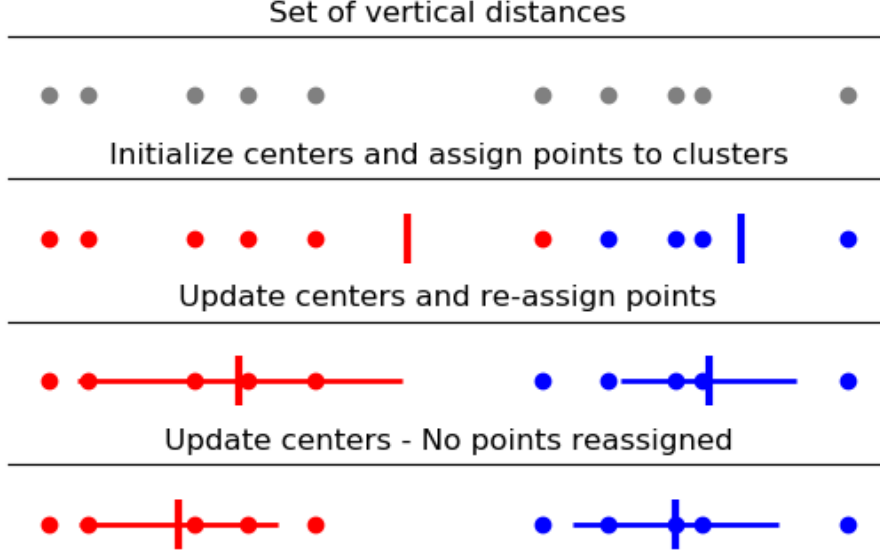 Set of vertical distances
Initialize centers and assign points to clusters
Update centers and re-assign points
Update centers - No points reassigned